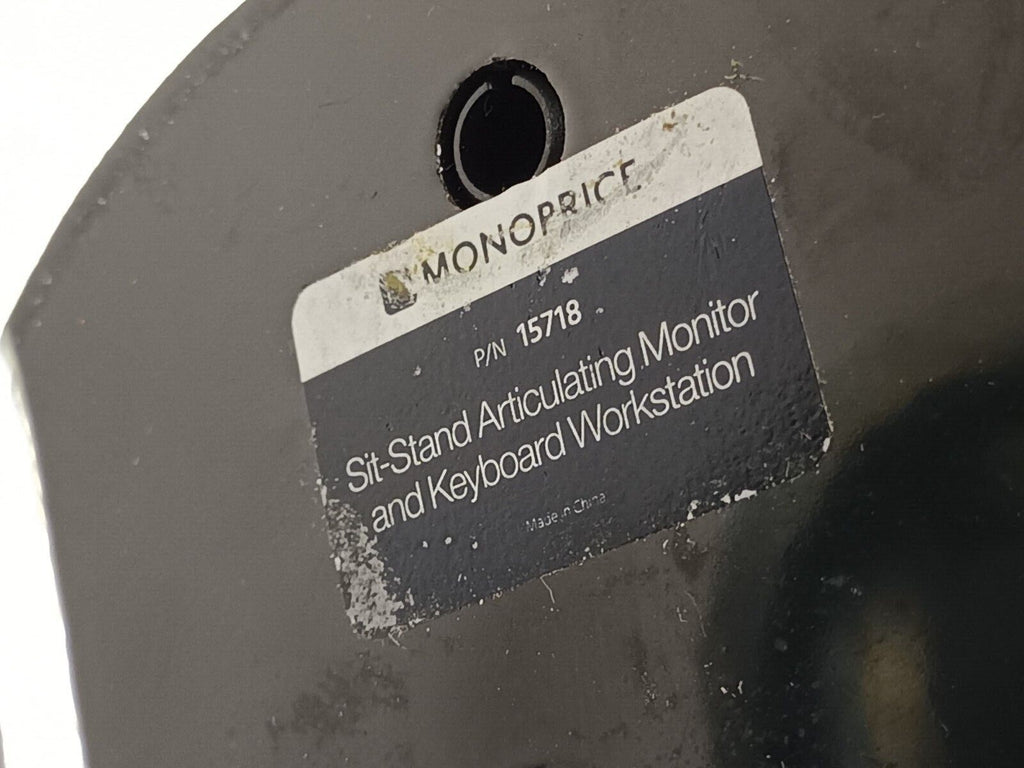 MONOPRICE
P/N 15718
Sit-Stand Articulating Monitor
and Keyboard Workstation
Made in China